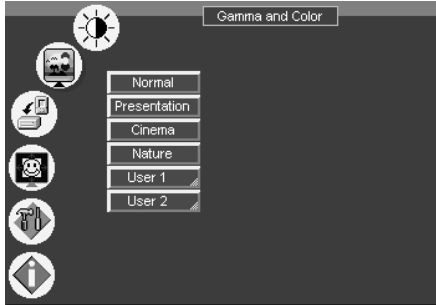 Gamma and Color
Normal
Presentation
Cinema
Nature
User 1
User 2